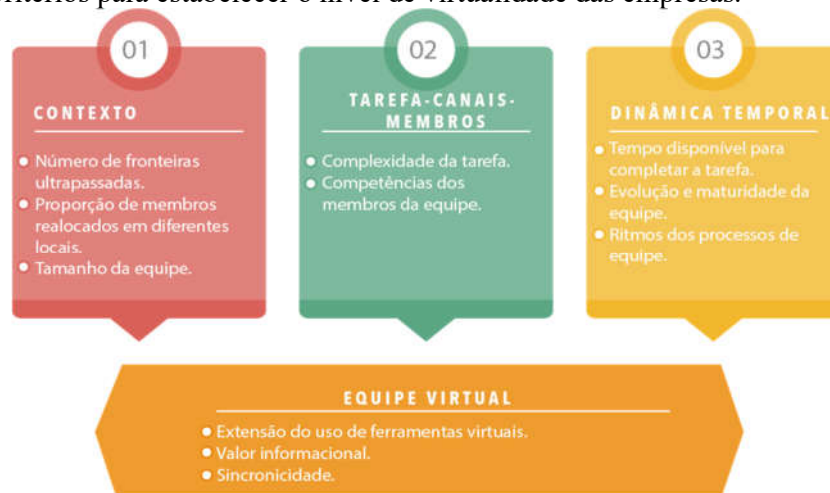 ritérios para estabelecer o nível de virtualidade das empresas.
01
CONTEXTO
Número de fronteiras
ultrapassadas.
Proporção de membros
realocados em diferentes
locais.
Tamanho da equipe.
02
TAREFA-CANAIS-
MEMBROS
Complexidade da tarefa.
Competências dos
membros da equipe.
03
DINÂMICA TEMPORAL
Tempo disponível para
completar a tarefa.
Evolução e maturidade da
equipe.
Ritmos dos processos de
equipe.
EQUIPE VIRTUAL
Extensão do uso de ferramentas virtuais.
Valor informacional.
Sincronicidade.